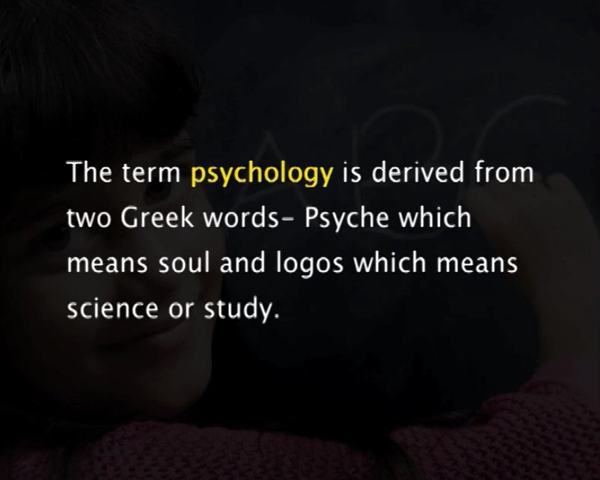 ABC
The term psychology is derived from
two Greek words- Psyche which
means soul and logos which means
science or study.